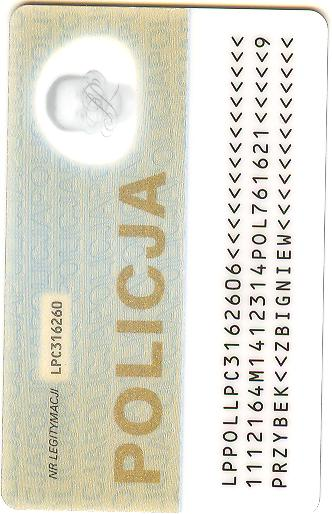 POLICJA
NR LEGITYMACJI LPC316260
LPPOLLPC3162606<<<<<<<<<<<<<<<
1112164M1412314POL761621<<<<<9
PRZYBEK<<ZBIGNIEW<<<<<<<<<<<<<